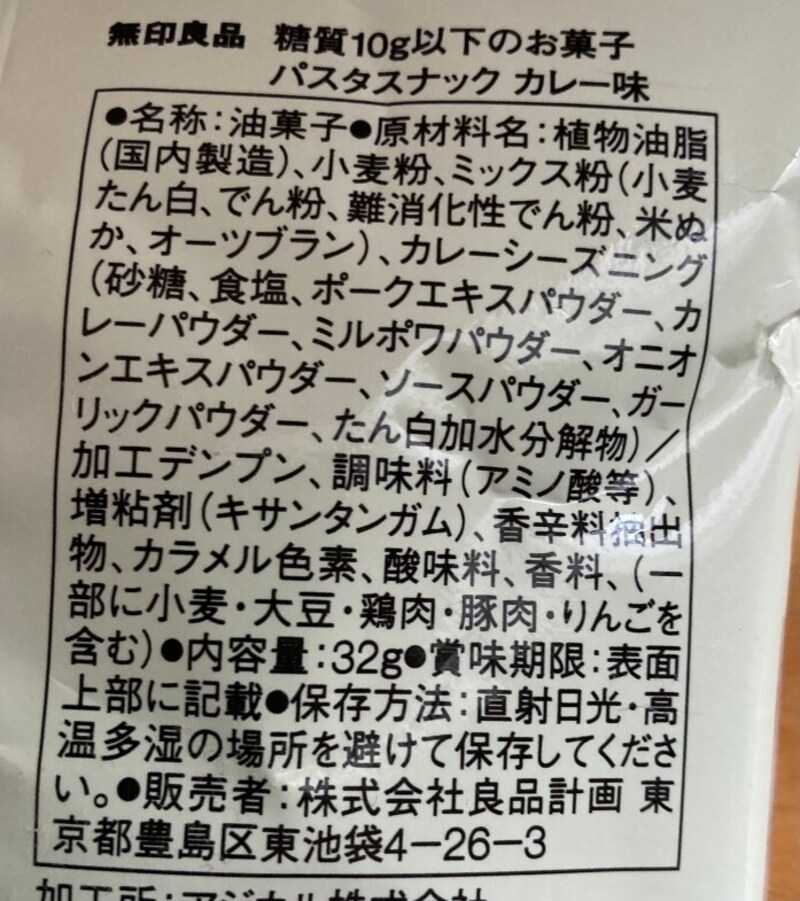 無印良品 糖質10g以下のお菓子
パスタスナック カレー味
●名称：油菓子●原材料名：植物油脂
(国内製造)、小麦粉、ミックス粉(小麦
たん白、でん粉、難消化性でん粉、米ぬ
か、オーツブラン)、カレーシーズニング
(砂糖、食塩、ポークエキスパウダー、カ
レーパウダー、ミルポワパウダー、オニオ
ンエキスパウダー、ソースパウダー、ガー
リックパウダー、たん白加水分解物)／
加工デンプン、調味料(アミノ酸等)、
増粘剤(キサンタンガム)、香辛料抽出
物、カラメル色素、酸味料、香料、(一
部に小麦・大豆・鶏肉・豚肉・りんごを
含む)●内容量：32g●賞味期限：表面
上部に記載●保存方法：直射日光・高
温多湿の場所を避けて保存してくださ
い。●販売者：株式会社良品計画 東
京都豊島区東池袋4－26－3
加工所：アジカル株式会社